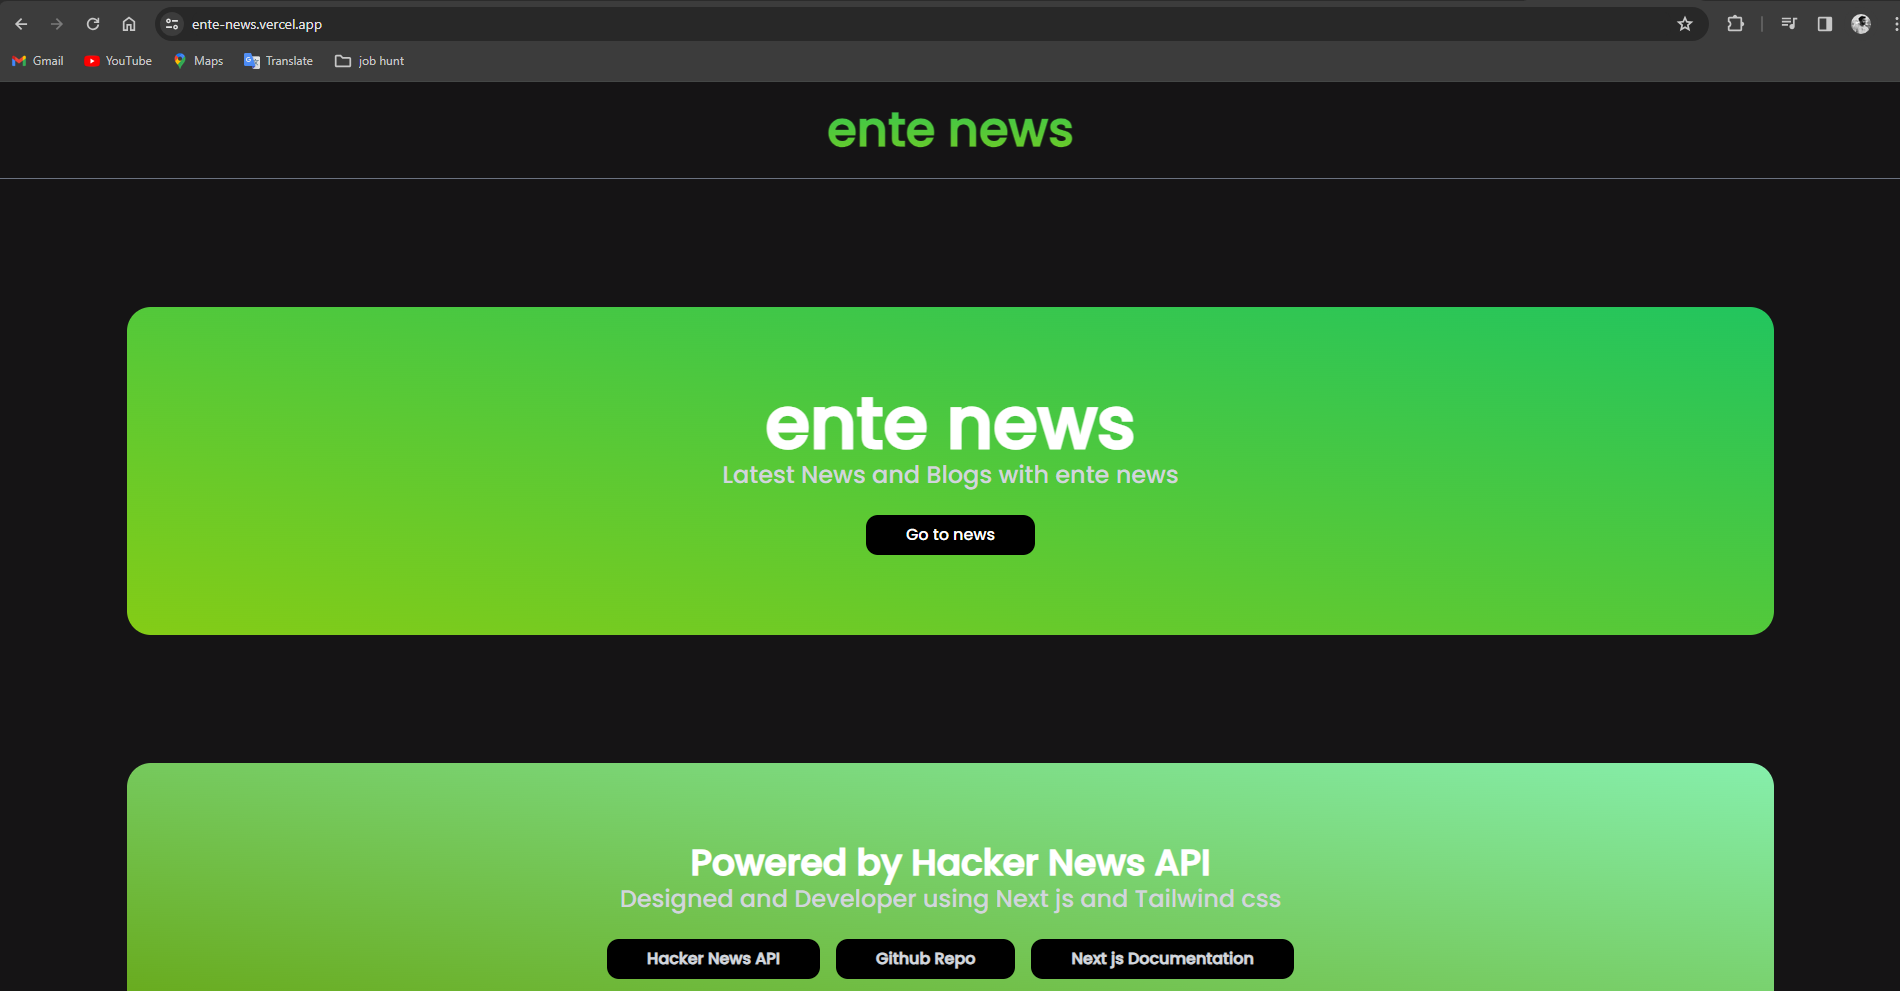 ente-news.vercel.app
Gmail YouTube Maps Translate job hunt
ente news
ente news
Latest News and Blogs with ente news
Go to news
Powered by Hacker News API
Designed and Developer using Next js and Tailwind css
Hacker News API Github Repo Next js Documentation